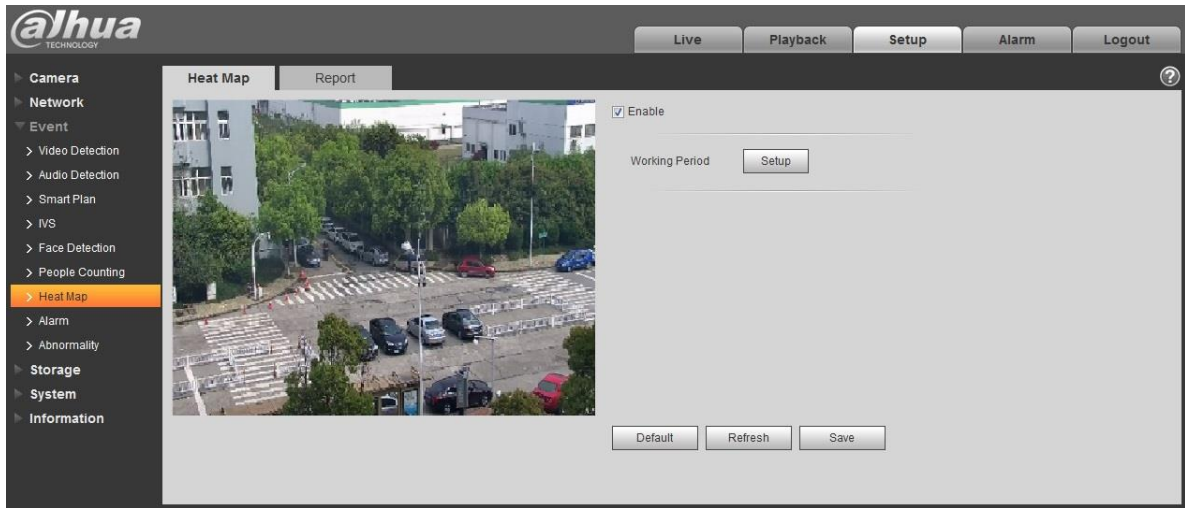 alhua
TECHNOLOGY
Live Playback Setup Alarm Logout
Camera
Network
Event
Video Detection
Audio Detection
Smart Plan
IVS
Face Detection
People Counting
Heat Map
Alarm
Abnormality
Storage
System
Information
Heat Map Report
?
Enable
Working Period Setup
Default Refresh Save